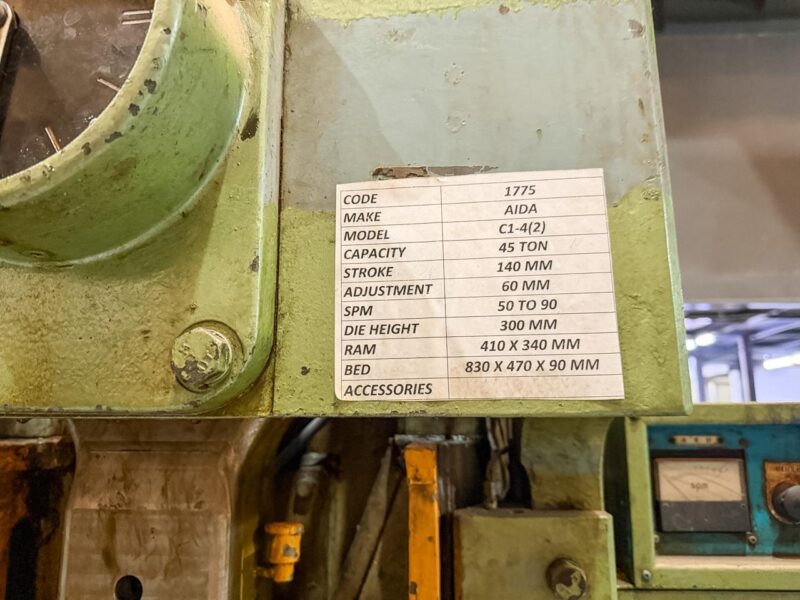 CODE 1775
MAKE AIDA
MODEL C1-4(2)
CAPACITY 45 TON
STROKE 140 MM
ADJUSTMENT 60 MM
SPM 50 TO 90
DIE HEIGHT 300 MM
RAM 410 X 340 MM
BED 830 X 470 X 90 MM
ACCESSORIES
spm